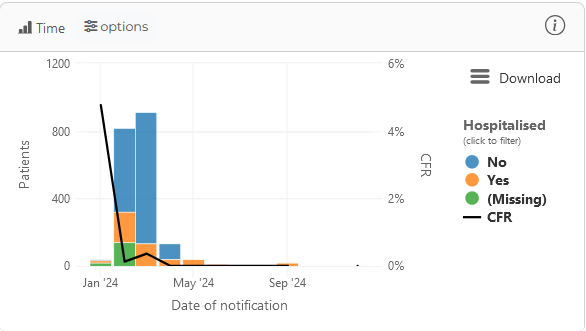 Time options
Download
Hospitalised
(click to filter)
No
Yes
(Missing)
CFR
Patients
1200
800
400
0
CFR
6%
4%
2%
0%
Jan '24 May '24 Sep '24
Date of notification